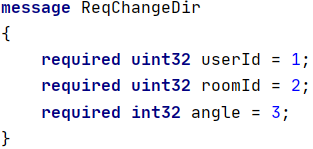 message ReqChangeDir
{
    required uint32 userId = 1;
    required uint32 roomId = 2;
    required int32 angle = 3;
}